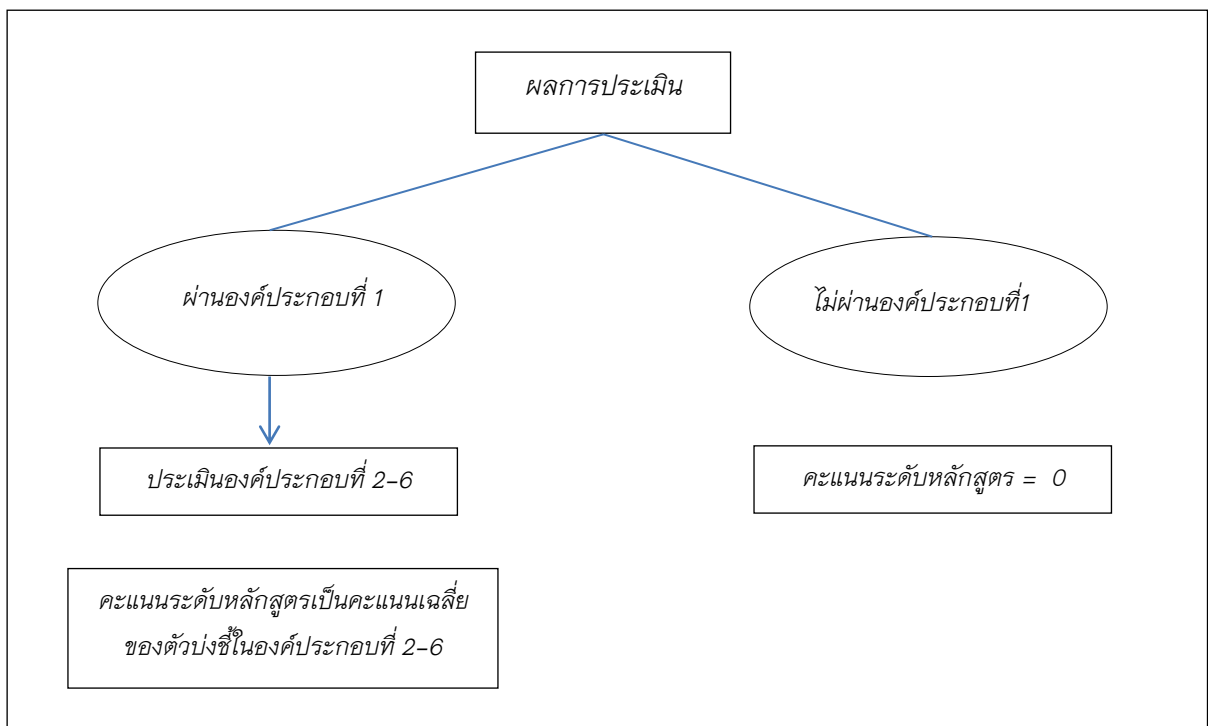 ผลการประเมิน
ผ่านองค์ประกอบที่ 1
ไม่ผ่านองค์ประกอบที่1
ประเมินองค์ประกอบที่ 2-6
คะแนนระดับหลักสูตร = 0
คะแนนระดับหลักสูตรเป็นคะแนนเฉลี่ย
ของตัวบ่งชี้ในองค์ประกอบที่ 2-6